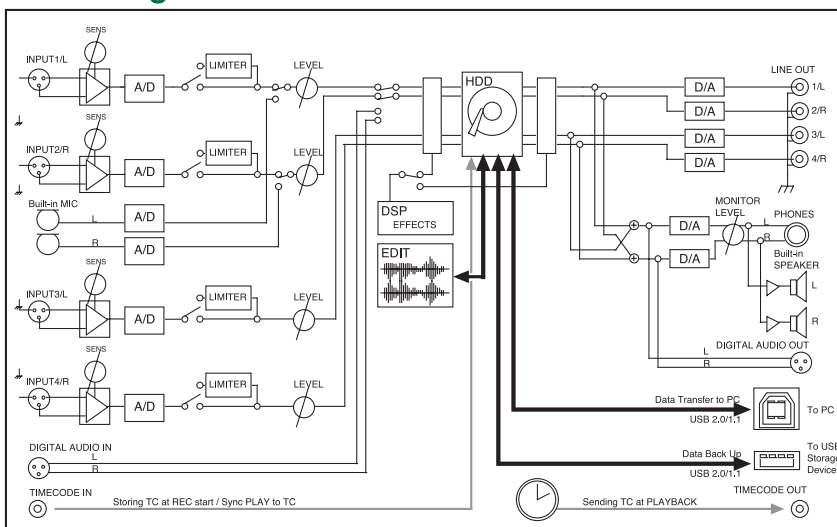 SENS
INPUT1/L
A/D
LIMITER
LEVEL
HDD
D/A
LINE OUT
1/L
SENS
INPUT2/R
A/D
LIMITER
LEVEL
D/A
2/R
D/A
3/L
D/A
4/R
Built-in MIC
L
A/D
R
A/D
DSP
EFFECTS
EDIT
MONITOR
LEVEL
D/A
D/A
L
R
PHONES
Built-in
SPEAKER
L
R
SENS
INPUT3/L
A/D
LIMITER
LEVEL
DIGITAL AUDIO OUT
L
R
SENS
INPUT4/R
A/D
LIMITER
LEVEL
Data Transfer to PC
USB 2.0/1.1
To PC
DIGITAL AUDIO IN
L
R
Data Back Up
USB 2.0/1.1
To USB
Storage
Device
TIMECODE IN
Storing TC at REC start / Sync PLAY to TC
Sending TC at PLAYBACK
TIMECODE OUT